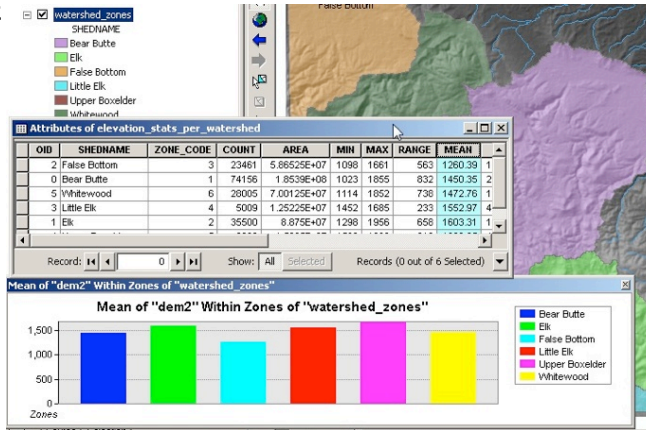 watershed_zones
SHEDNAME
Bear Butte
Elk
False Bottom
Little Elk
Upper Boxelder
Whitewood
False Bottom
Attributes of elevation_stats_per_watershed
OID SHEDNAME ZONE_CODE COUNT AREA MIN MAX RANGE MEAN
2 False Bottom 3 23461 5.86525E+07 1098 1661 563 1260.39 1
0 Bear Butte 1 74156 1.8539E+08 1023 1855 832 1450.35 2
5 Whitewood 6 28005 7.00125E+07 1114 1852 738 1472.76 1
3 Little Elk 4 5009 1.25225E+07 1452 1685 233 1552.97 4
1 Elk 2 35500 8.875E+07 1298 1956 658 1603.31 1
Record: 0 Show: All Selected Records (0 out of 6 Selected)
Mean of "dem2" Within Zones of "watershed_zones"
Mean of "dem2" Within Zones of "watershed_zones"
1,500
1,000
500
0
Zones
Bear Butte
Elk
False Bottom
Little Elk
Upper Boxelder
Whitewood